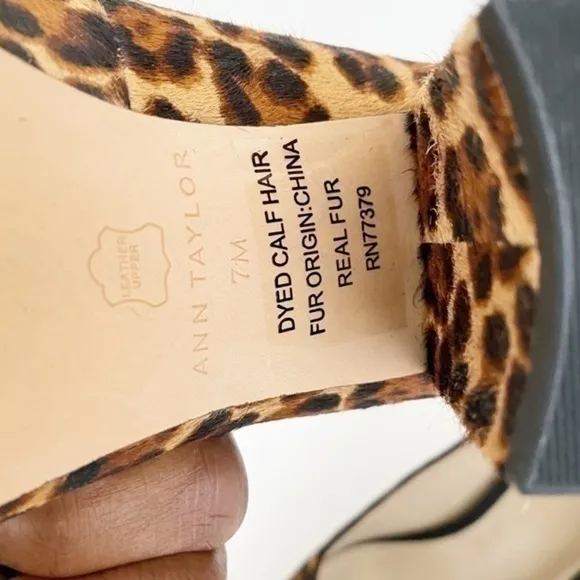 LEATHER
UPPER
ANN TAYLOR
7M
DYED CALF HAIR
FUR ORIGIN:CHINA
REAL FUR
RN77379